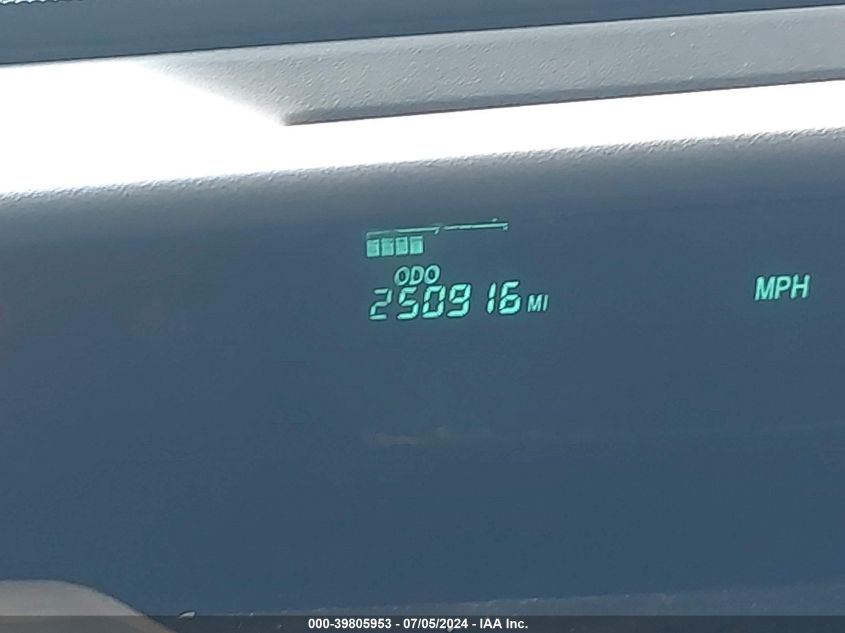 ODO
250916 MI
MPH
000-39805953 - 07/05/2024 - IAA Inc.